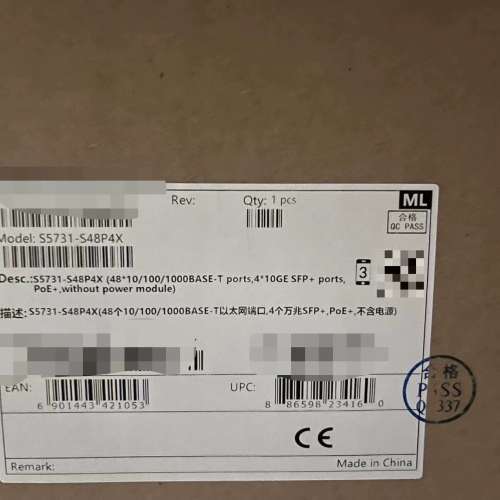 Rev:
Qty: 1 pcs
ML
合格
QC PASS
Model: S5731-S48P4X
3
Desc.:S5731-S48P4X (48*10/100/1000BASE-T ports,4*10GE SFP+ ports,
PoE+,without power module)
描述:S5731-S48P4X(48个10/100/1000BASE-T以太网端口,4个万兆SFP+,PoE+,不含电源)
EAN:
6 901443 421053
UPC:
8 86598 23416 0
合格
PASS
337
CE
Remark:
Made in China